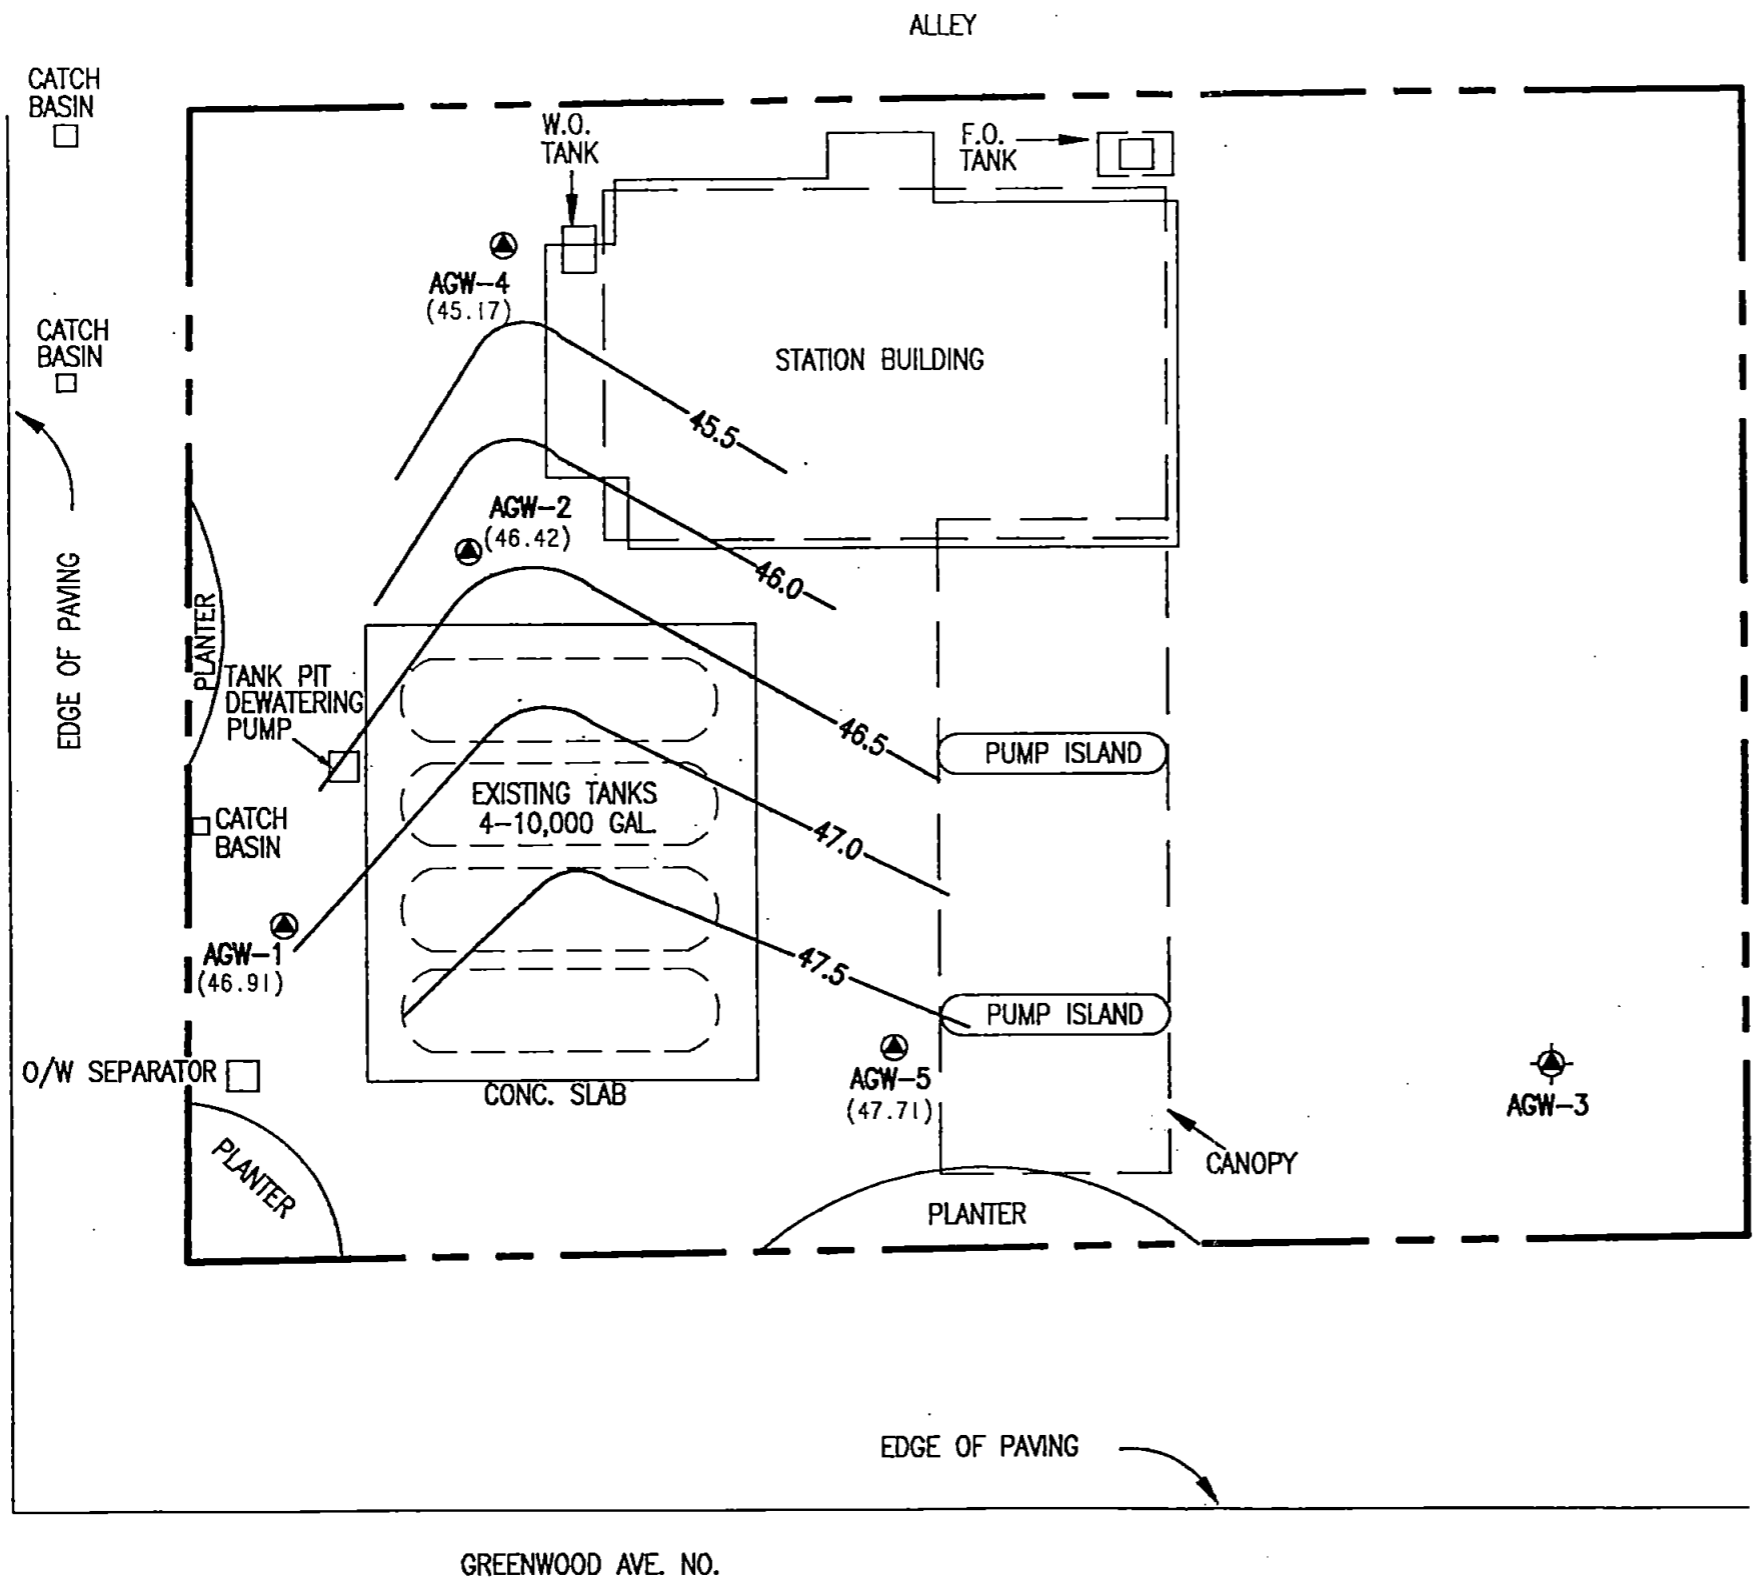 ALLEY
CATCH
BASIN
W.O.
TANK
F.O.
TANK
AGW-4
(45.17)
CATCH
BASIN
STATION BUILDING
45.5
AGW-2
(46.42)
46.0
EDGE OF PAVING
PLANTER
TANK PIT
DEWATERING
PUMP
46.5
PUMP ISLAND
EXISTING TANKS
4-10,000 GAL.
CATCH
BASIN
47.0
AGW-1
(46.91)
47.5
PUMP ISLAND
O/W SEPARATOR
CONC. SLAB
AGW-5
(47.71)
AGW-3
PLANTER
CANOPY
PLANTER
EDGE OF PAVING
GREENWOOD AVE. NO.